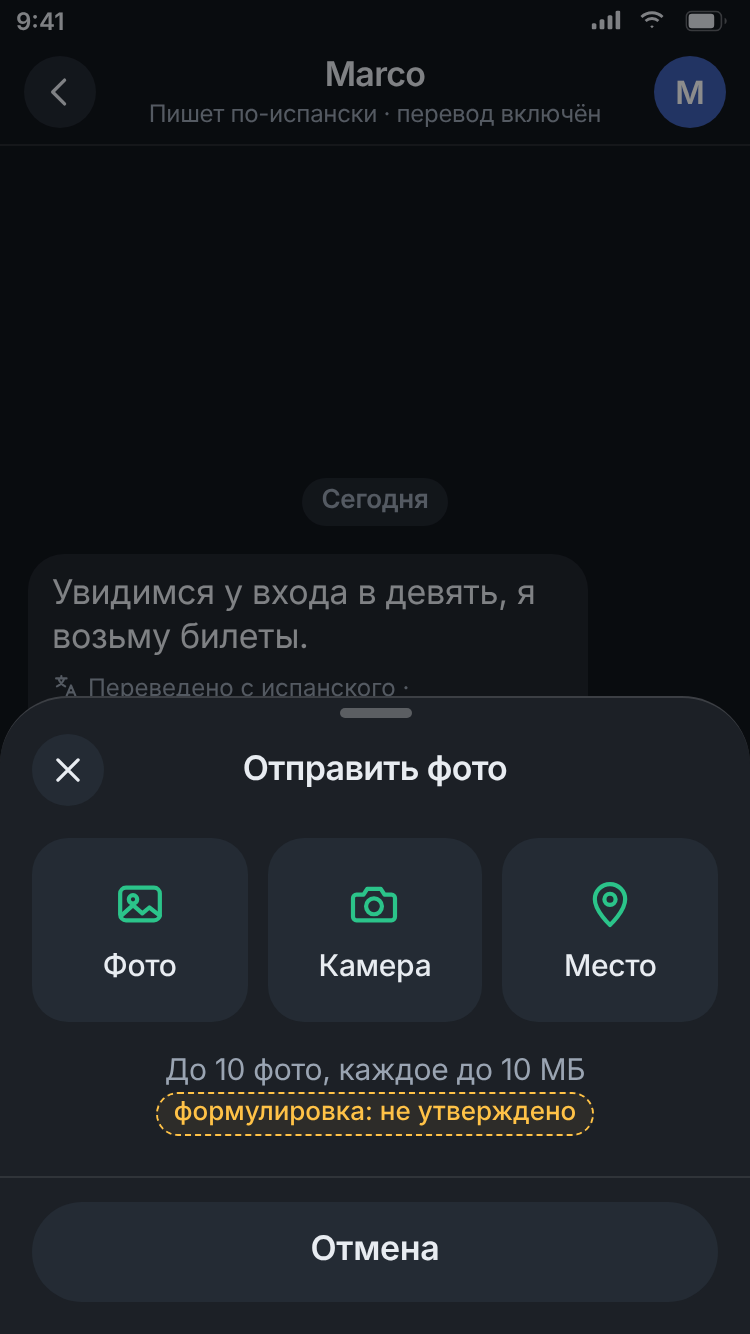 9:41
Marco
Пишет по-испански · перевод включён
M
Сегодня
Увидимся у входа в девять, я
возьму билеты.
Переведено с испанского ·
Отправить фото
Фото
Камера
Место
До 10 фото, каждое до 10 МБ
формулировка: не утверждено
Отмена